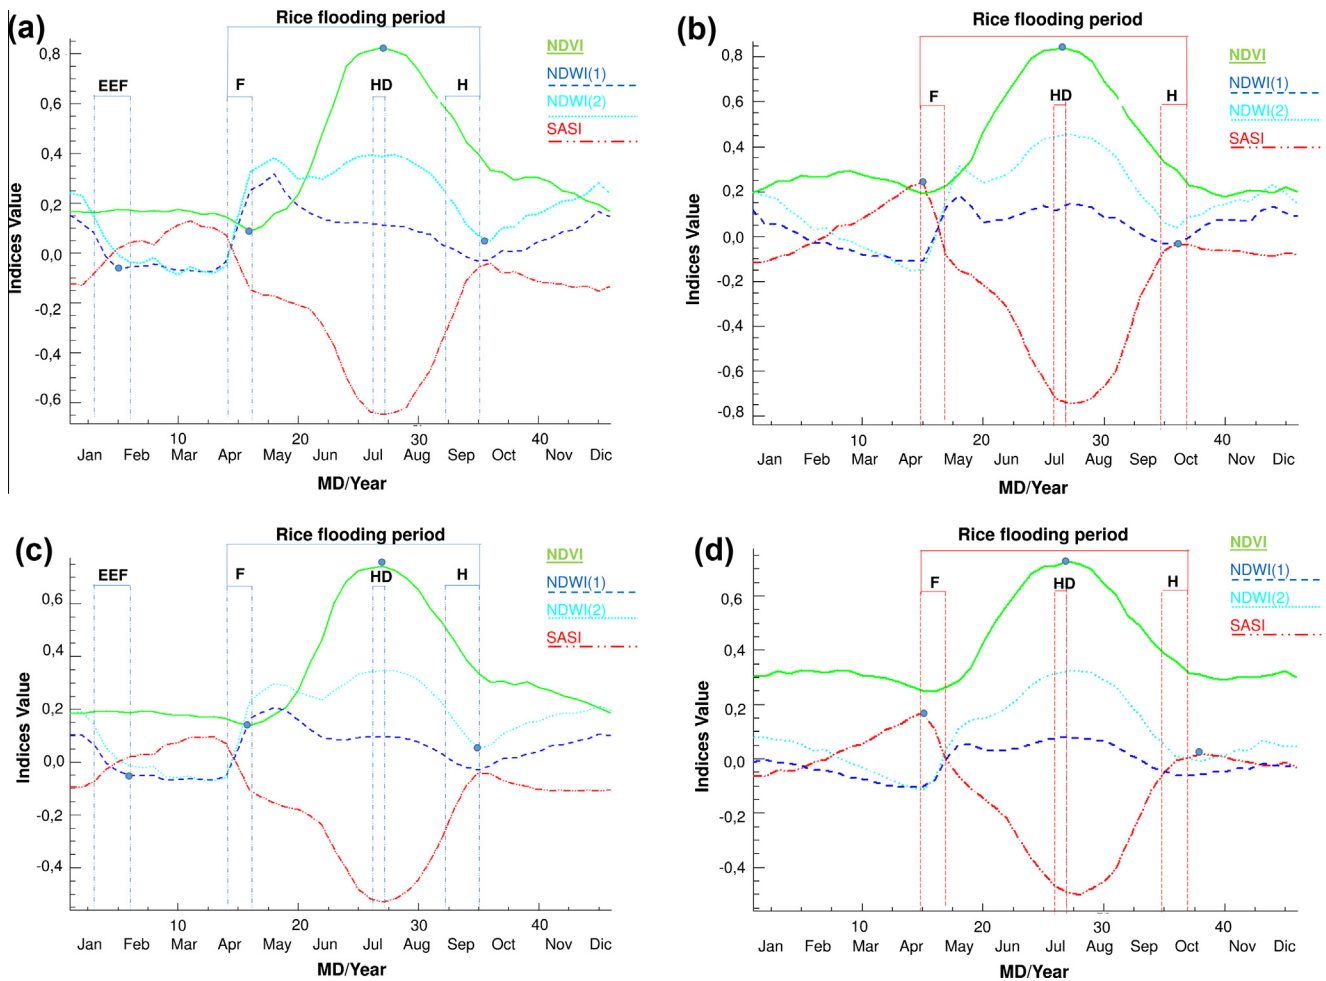 (a)
Rice flooding period
NDVI
NDWI(1)
NDWI(2)
SASI
EEF
F
HD
H
0,8
0,6
0,4
0,2
0,0
-0,2
-0,4
-0,6
Indices Value
10
20
30
40
Jan Feb Mar Apr May Jun Jul Aug Sep Oct Nov Dic
MD/Year
(b)
Rice flooding period
NDVI
NDWI(1)
NDWI(2)
SASI
F
HD
H
0,8
0,6
0,4
0,2
0,0
-0,2
-0,4
-0,6
-0,8
Indices Value
10
20
30
40
Jan Feb Mar Apr May Jun Jul Aug Sep Oct Nov Dic
MD/Year
(c)
Rice flooding period
NDVI
NDWI(1)
NDWI(2)
SASI
EEF
F
HD
H
0,6
0,4
0,2
0,0
-0,2
-0,4
Indices Value
10
20
30
40
Jan Feb Mar Apr May Jun Jul Aug Sep Oct Nov Dic
MD/Year
(d)
Rice flooding period
NDVI
NDWI(1)
NDWI(2)
SASI
F
HD
H
0,6
0,4
0,2
0,0
-0,2
-0,4
Indices Value
10
20
30
40
Jan Feb Mar Apr May Jun Jul Aug Sep Oct Nov Dic
MD/Year